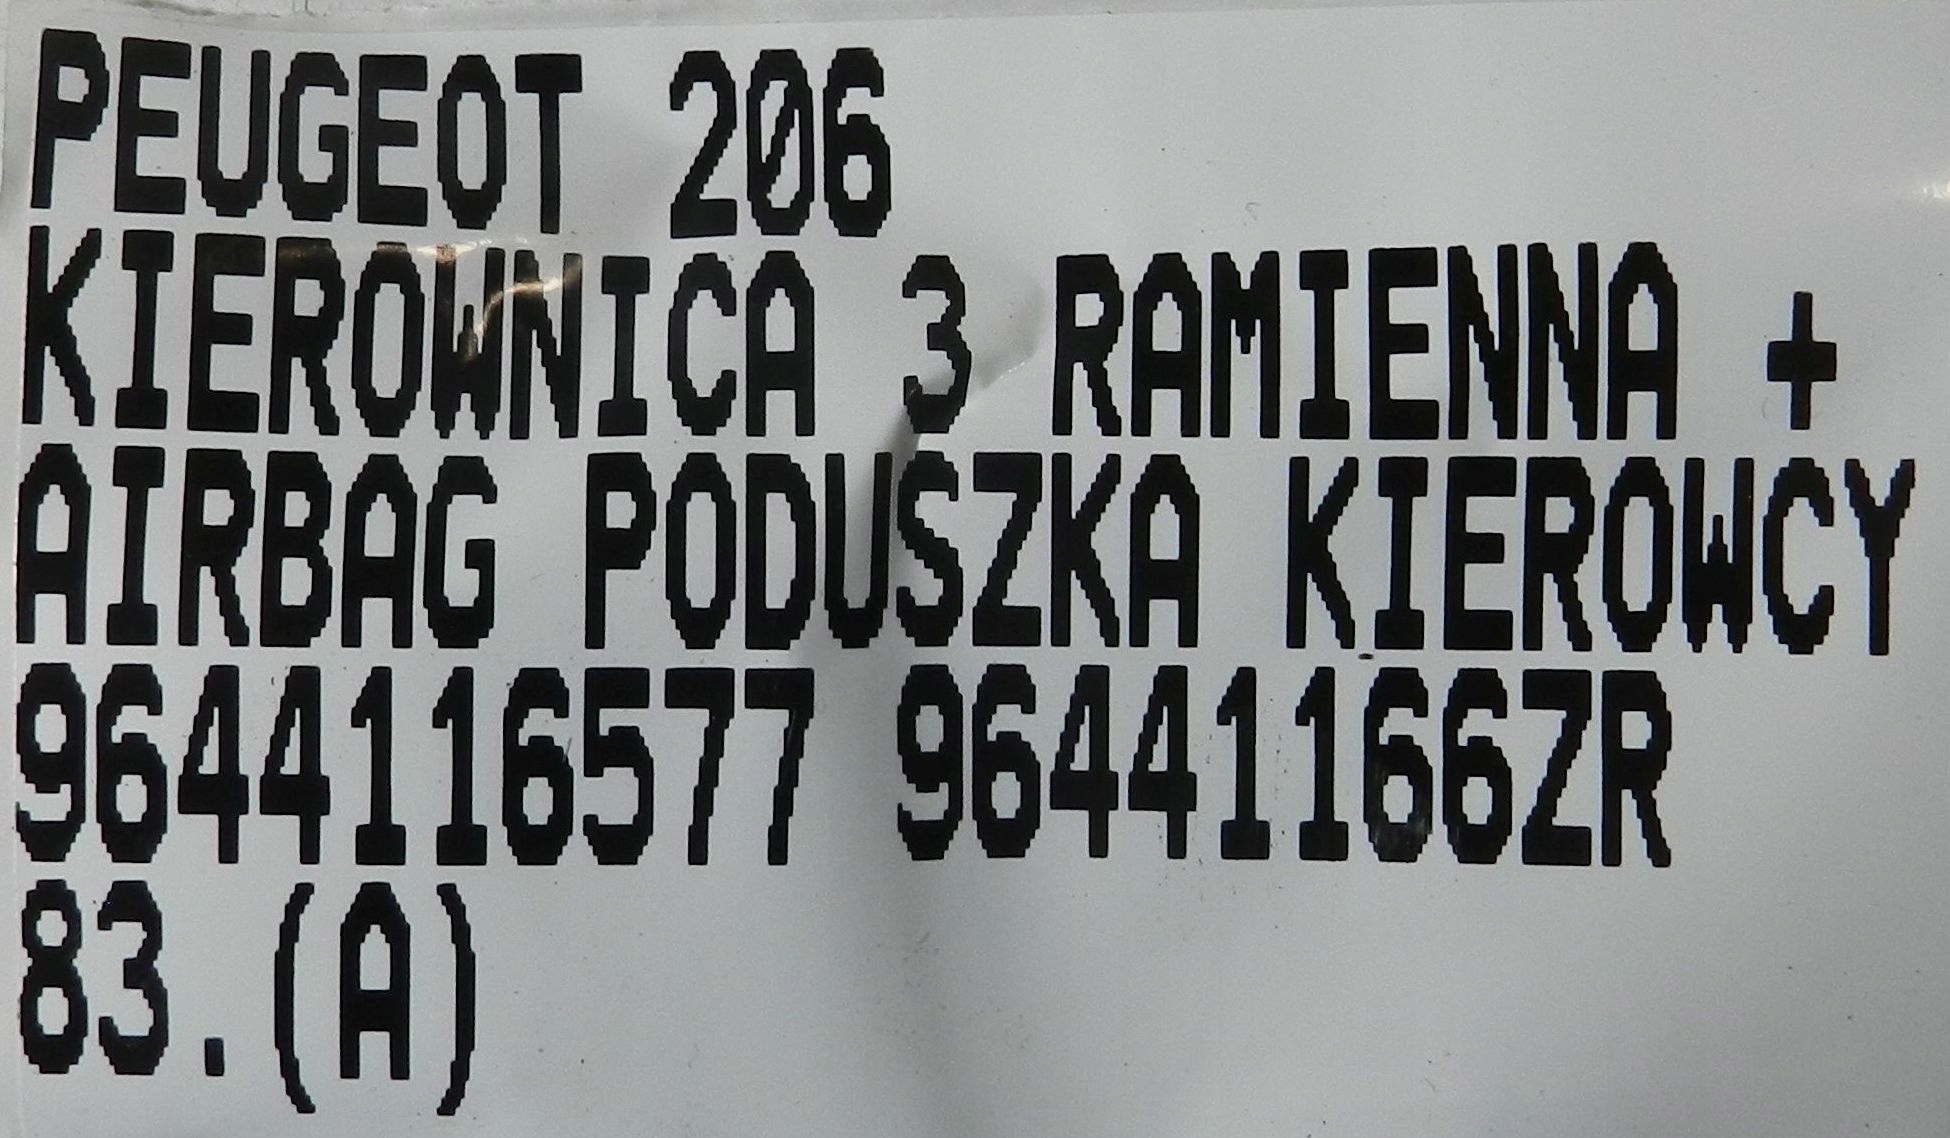 PEUGEOT 206
KIEROWNICA 3 RAMIENNA +
AIRBAG PODUSZKA KIEROWCY
9644116577 96441166ZR
83.(A)